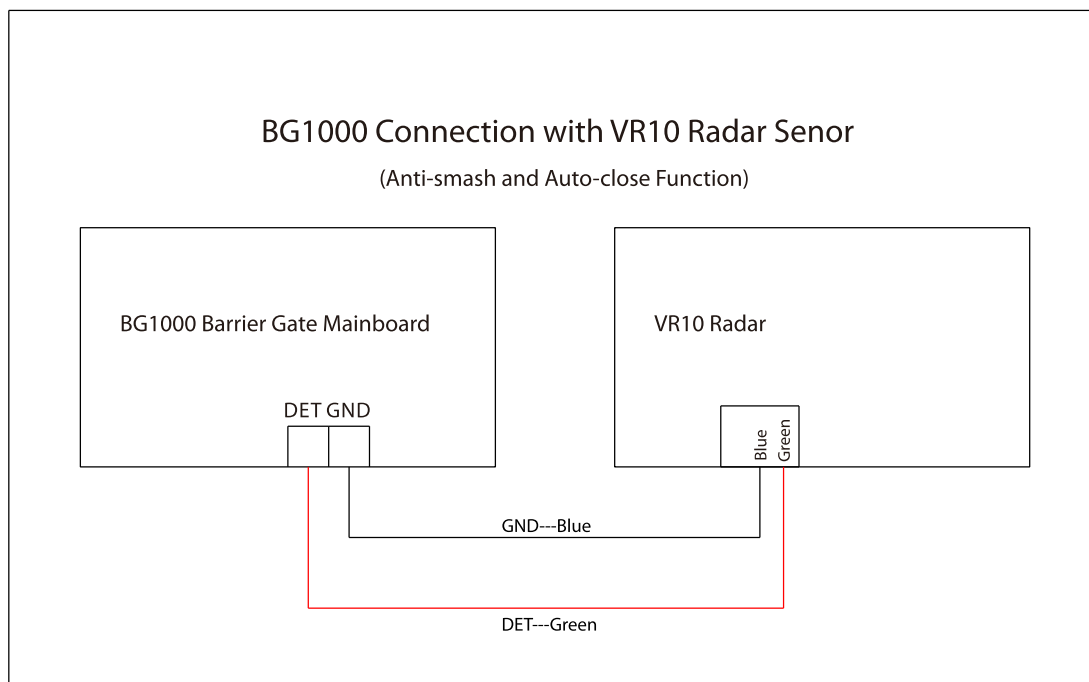 BG1000 Connection with VR10 Radar Senor
(Anti-smash and Auto-close Function)
BG1000 Barrier Gate Mainboard
VR10 Radar
DET GND
Blue
Green
GND---Blue
DET---Green